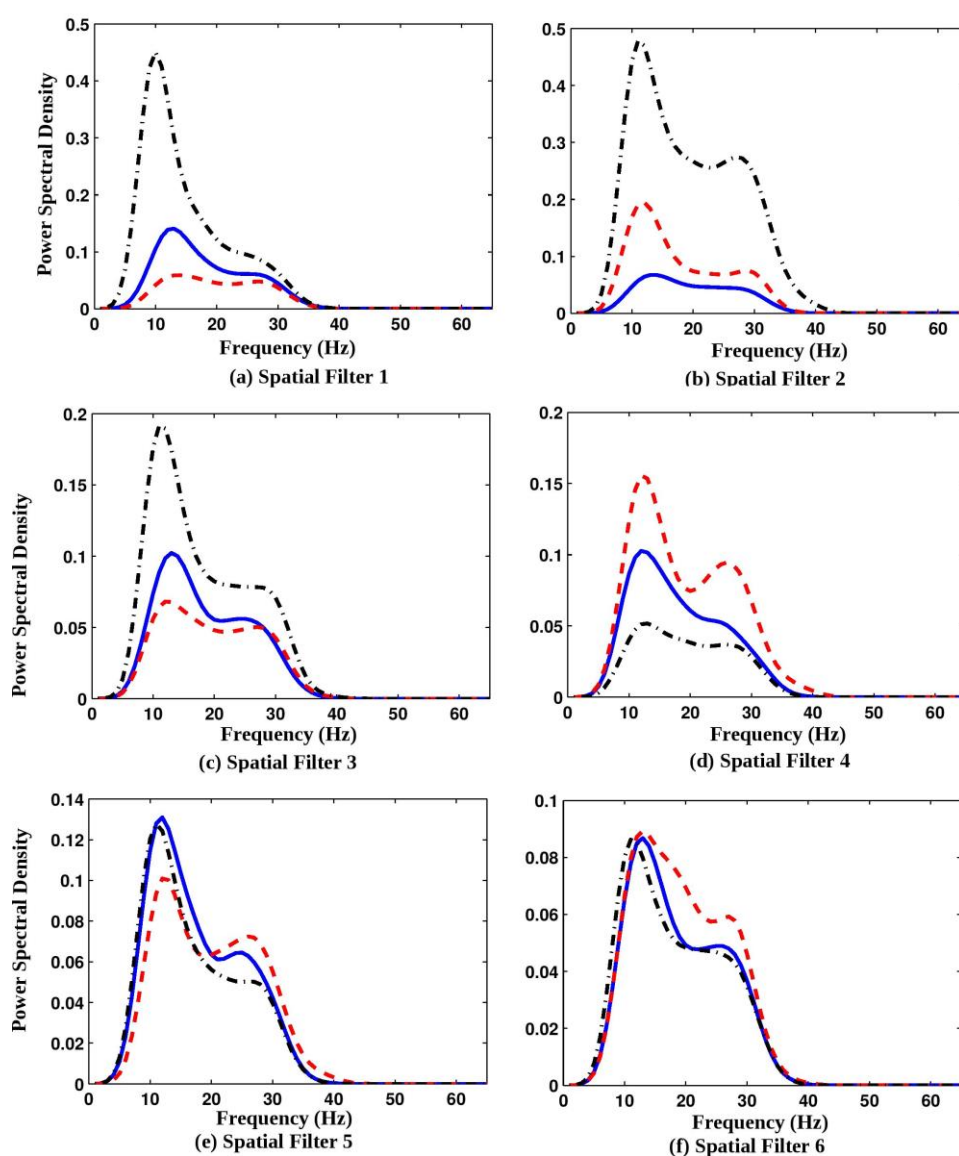 0.5
0.4
0.3
0.2
0.1
0
0 10 20 30 40 50 60
Power Spectral Density
Frequency (Hz)
(a) Spatial Filter 1
0.5
0.4
0.3
0.2
0.1
0
0 10 20 30 40 50 60
Frequency (Hz)
(b) Spatial Filter 2
0.2
0.15
0.1
0.05
0
0 10 20 30 40 50 60
Power Spectral Density
Frequency (Hz)
(c) Spatial Filter 3
0.2
0.15
0.1
0.05
0
0 10 20 30 40 50 60
Frequency (Hz)
(d) Spatial Filter 4
0.14
0.12
0.1
0.08
0.06
0.04
0.02
0
0 10 20 30 40 50 60
Power Spectral Density
Frequency (Hz)
(e) Spatial Filter 5
0.1
0.08
0.06
0.04
0.02
0
0 10 20 30 40 50 60
Frequency (Hz)
(f) Spatial Filter 6